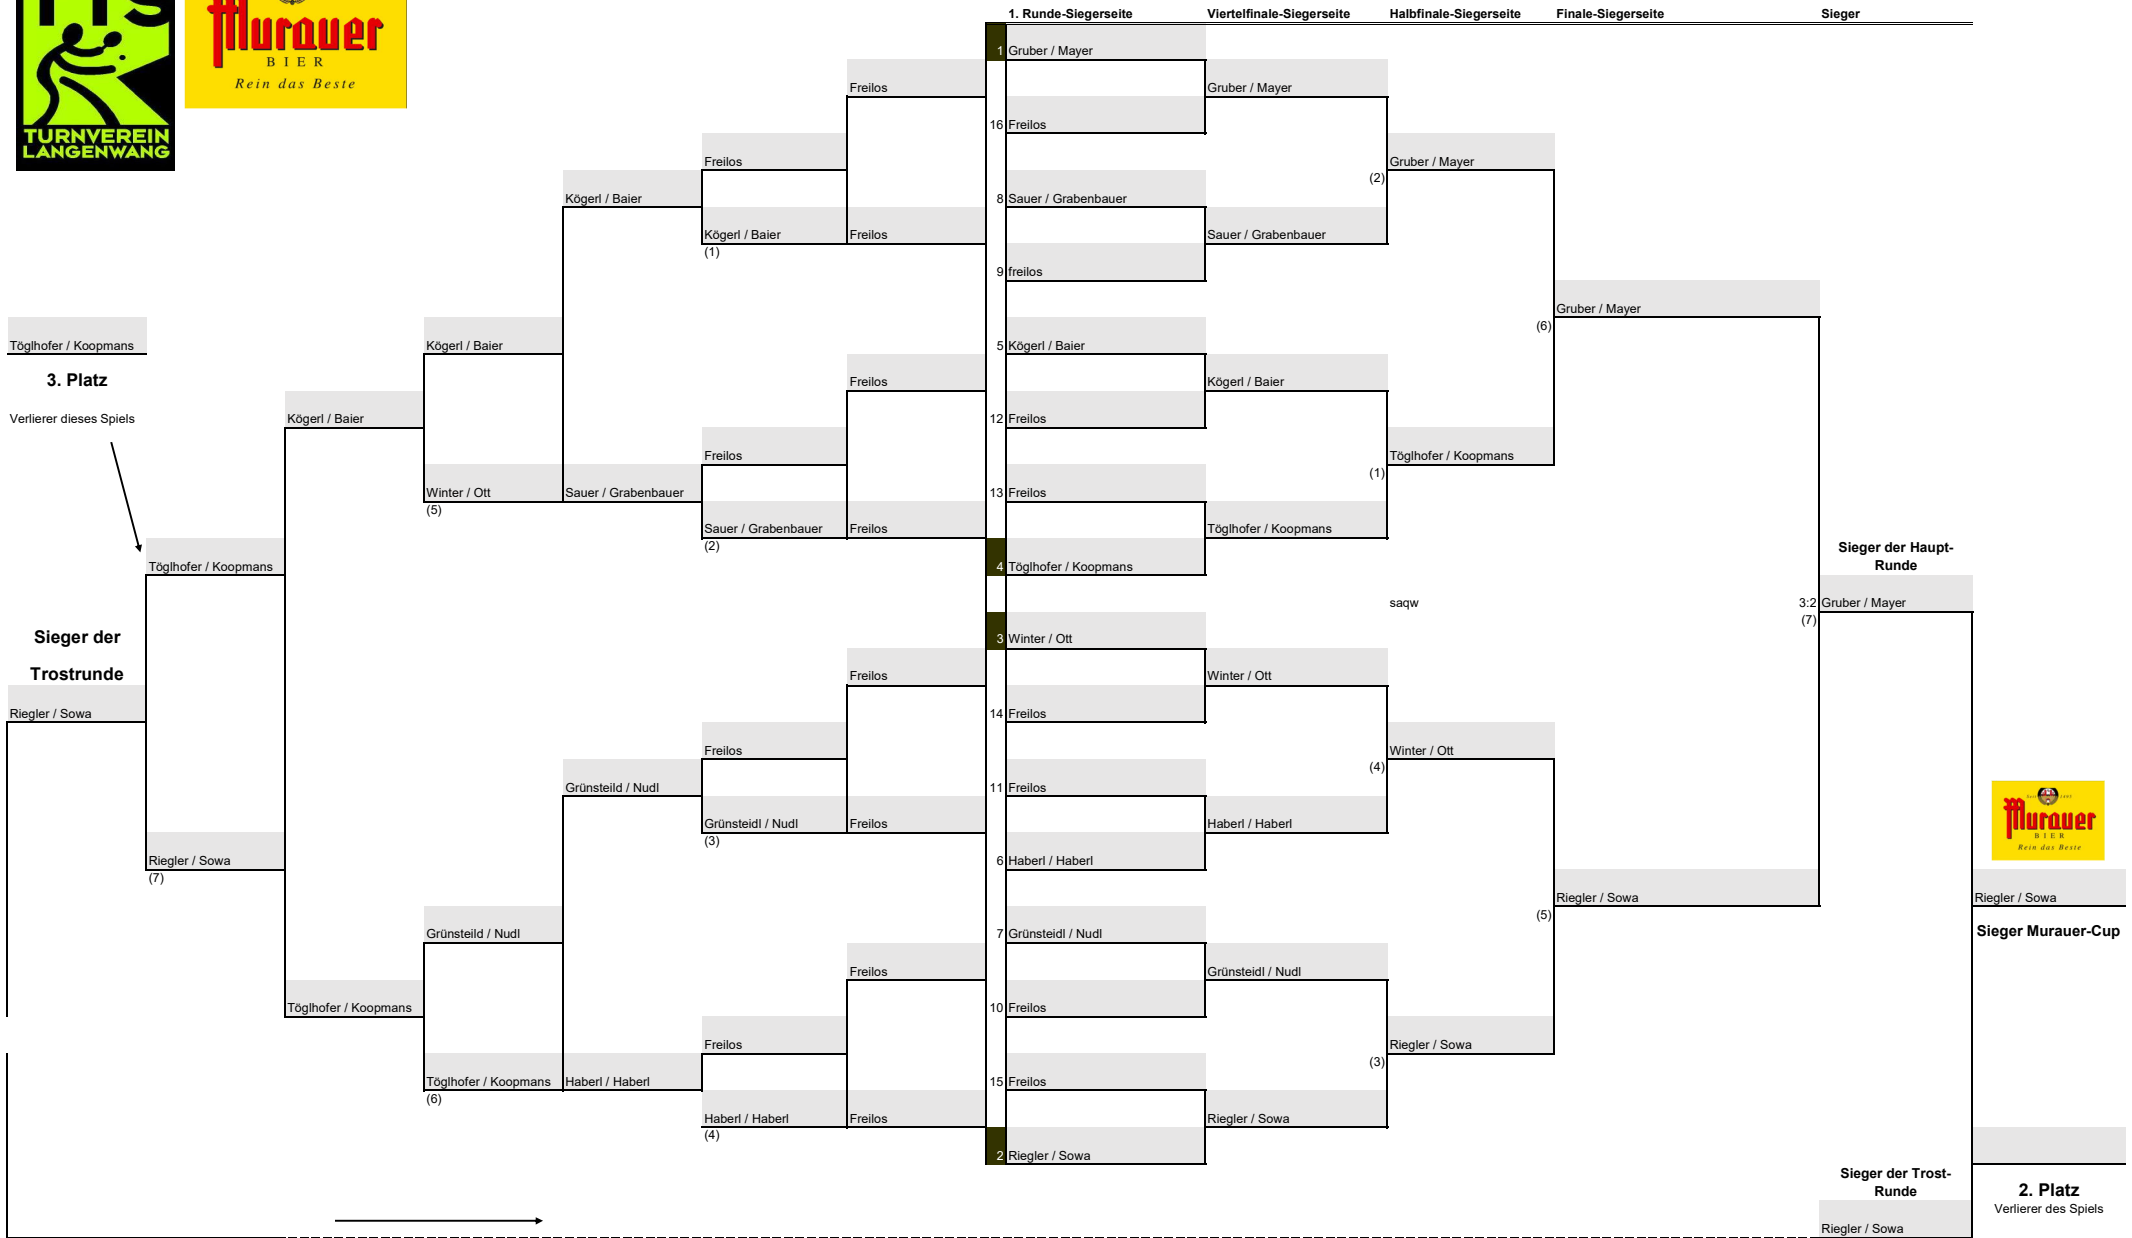 TURNVEREIN
LANGENWANG
Murauer
BIER
Rein das Beste
1. Runde-Siegerseite Viertelfinale-Siegerseite Halbfinale-Siegerseite Finale-Siegerseite Sieger
1 Gruber / Mayer
Freilos Gruber / Mayer
16 Freilos
Freilos Gruber / Mayer
(2)
Kögerl / Baier 8 Sauer / Grabenbauer
Kögerl / Baier Freilos Sauer / Grabenbauer
(1)
9 freilos
Gruber / Mayer
(6)
Töglhofer / Koopmans Kögerl / Baier 5 Kögerl / Baier
3. Platz Freilos Kögerl / Baier
Verlierer dieses Spiels Kögerl / Baier 12 Freilos
Freilos Töglhofer / Koopmans
(1)
Winter / Ott Sauer / Grabenbauer 13 Freilos
(5)
Sauer / Grabenbauer Freilos Töglhofer / Koopmans
(2)
Sieger der Haupt-
Runde
Töglhofer / Koopmans 4 Töglhofer / Koopmans
saqw 3:2 Gruber / Mayer
(7)
Sieger der 3 Winter / Ott
Trostrunde Freilos Winter / Ott
Riegler / Sowa 14 Freilos
Freilos Winter / Ott
(4)
Grünsteild / Nudl 11 Freilos
Murauer
BIER
Rein das Beste
Grünsteidl / Nudl Freilos Haberl / Haberl
(3)
Riegler / Sowa 6 Haberl / Haberl
(7)
Riegler / Sowa Riegler / Sowa
(5)
Grünsteild / Nudl 7 Grünsteidl / Nudl Sieger Murauer-Cup
Freilos Grünsteidl / Nudl
Töglhofer / Koopmans 10 Freilos
Freilos Riegler / Sowa
(3)
Töglhofer / Koopmans Haberl / Haberl 15 Freilos
(6)
Haberl / Haberl Freilos Riegler / Sowa
(4)
2 Riegler / Sowa
Sieger der Trost-
Runde
2. Platz
Verlierer des Spiels
Riegler / Sowa